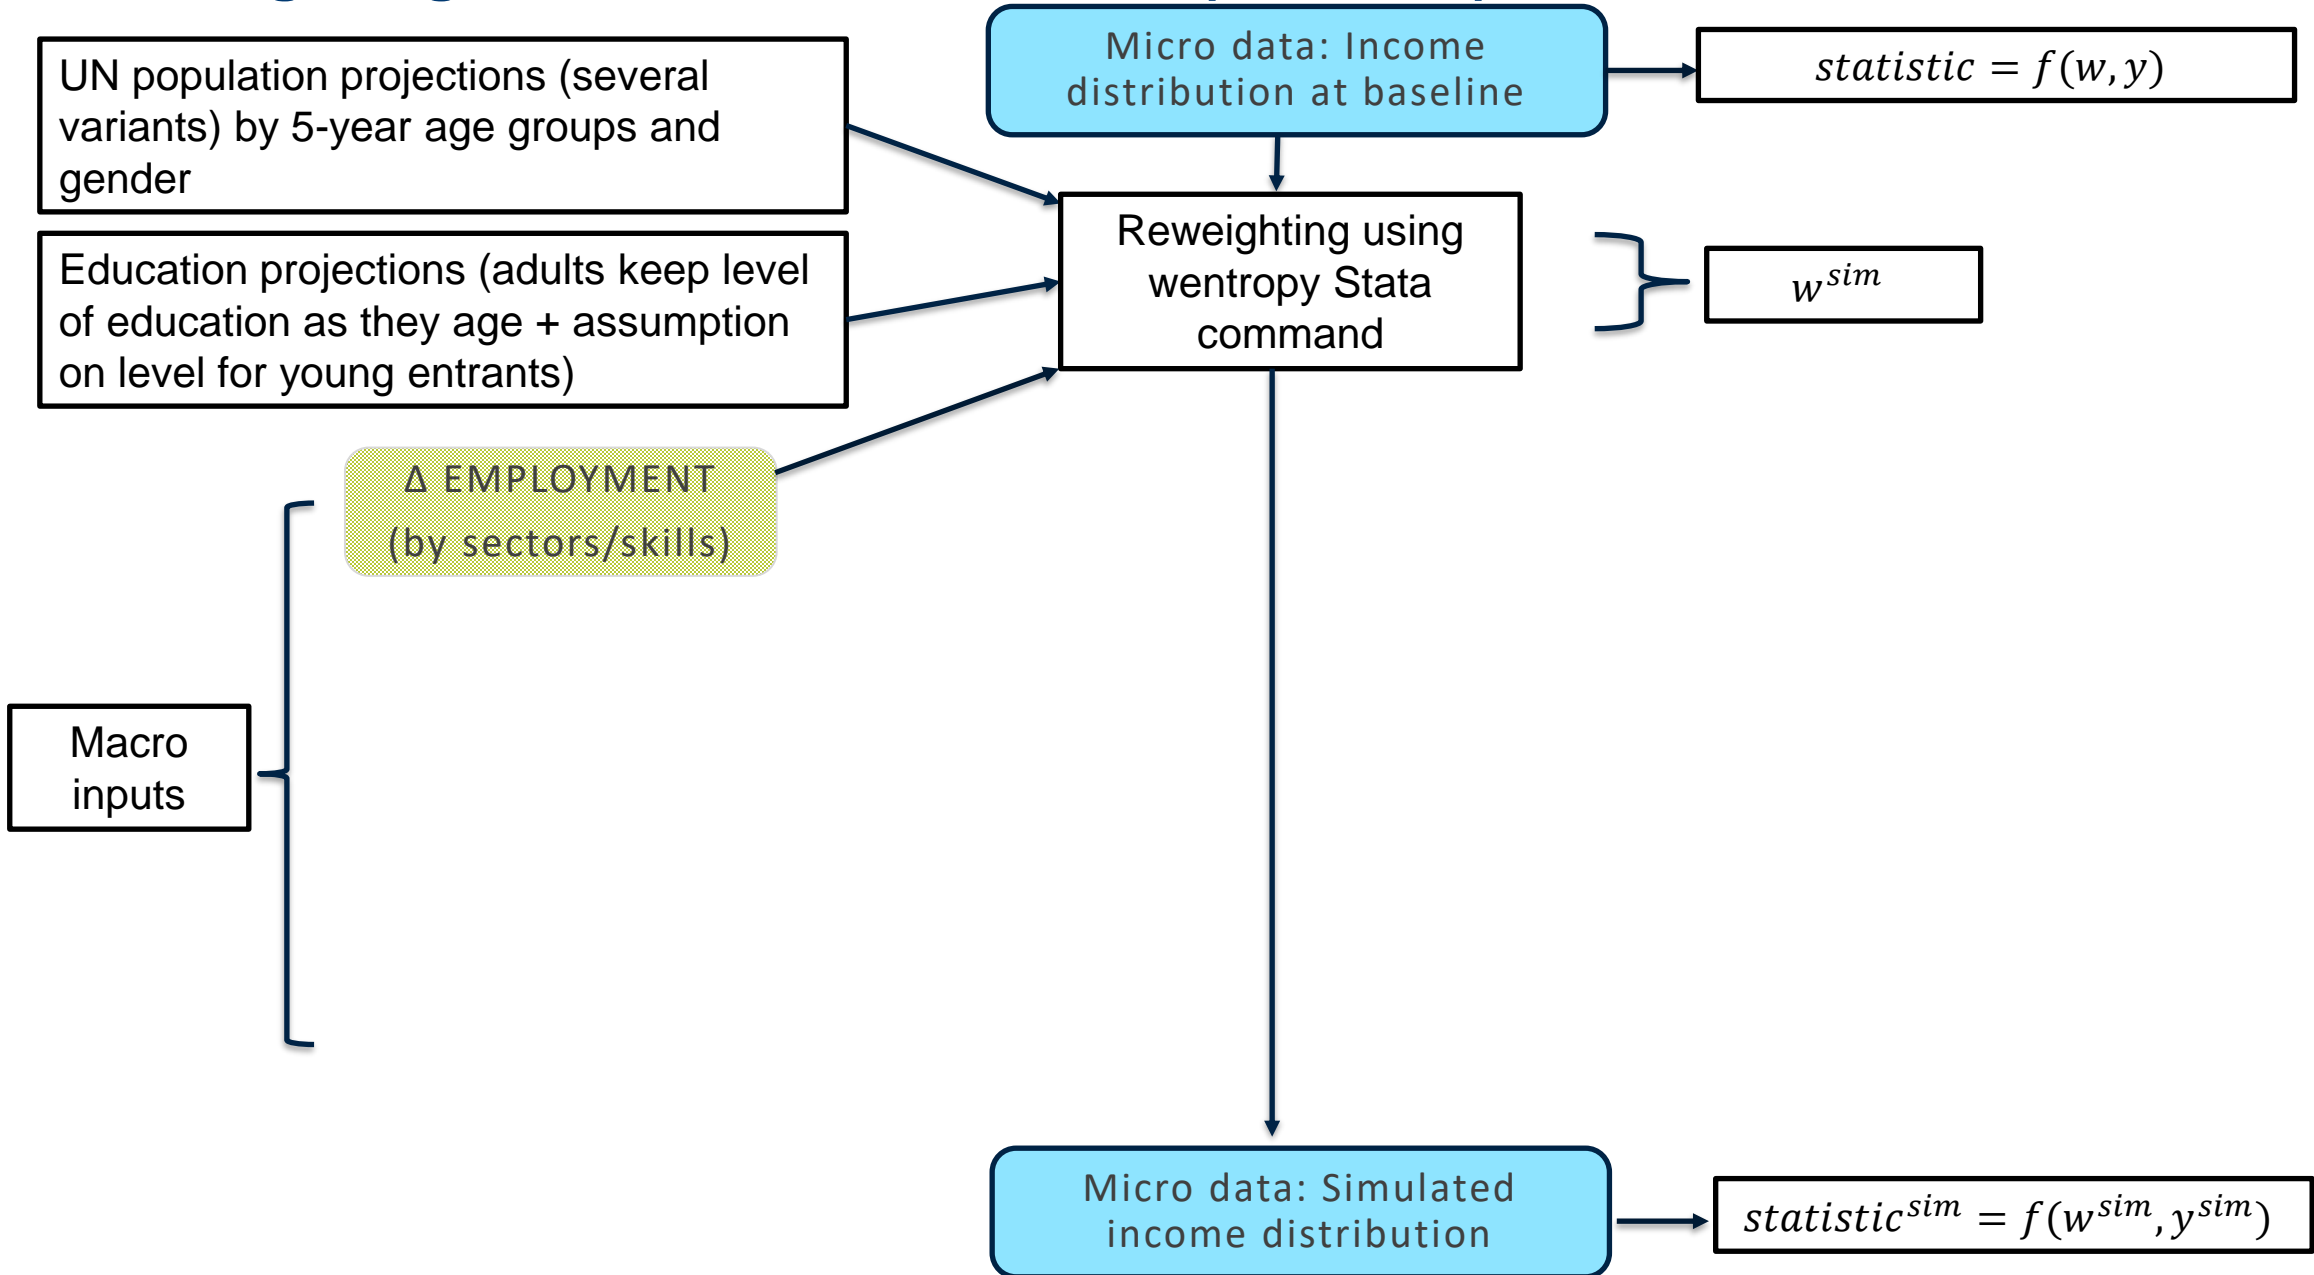 Micro data: Income
distribution at baseline
statistic = f(w, y)
UN population projections (several
variants) by 5-year age groups and
gender
Reweighting using
wentropy Stata
command
w^sim
Education projections (adults keep level
of education as they age + assumption
on level for young entrants)
Δ EMPLOYMENT
(by sectors/skills)
Macro
inputs
Micro data: Simulated
income distribution
statistic^sim = f(w^sim, y^sim)